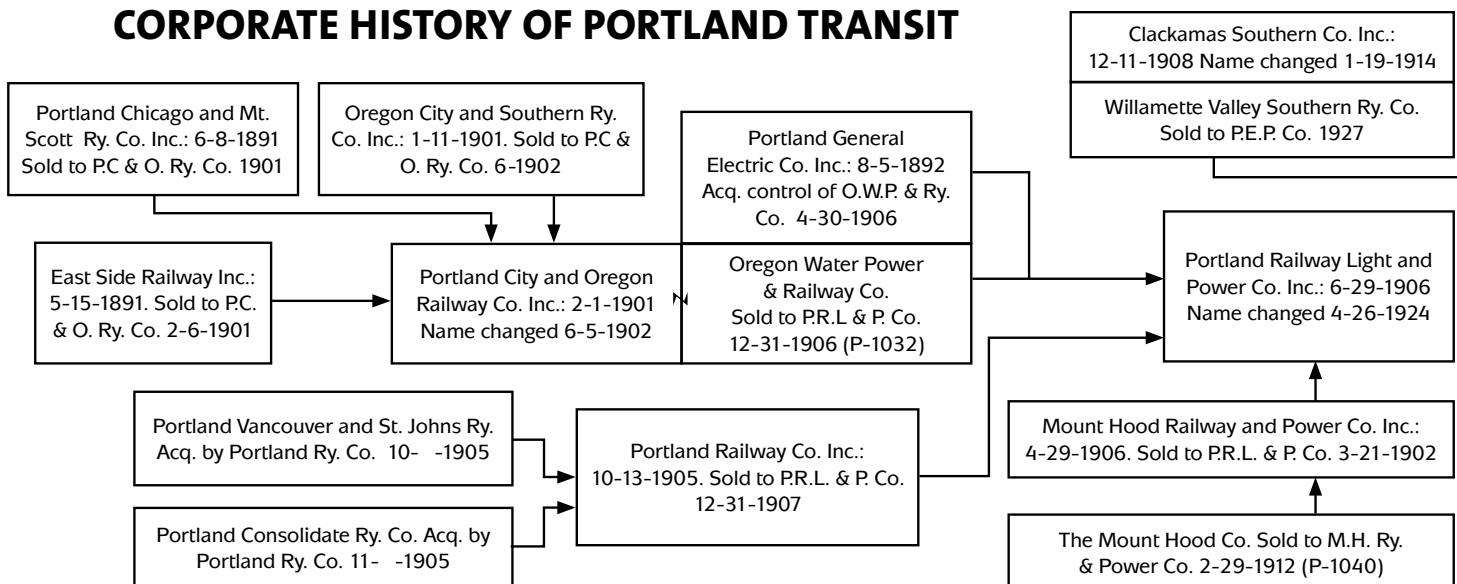 CORPORATE HISTORY OF PORTLAND TRANSIT
Clackamas Southern Co. Inc.:
12-11-1908 Name changed 1-19-1914
Willamette Valley Southern Ry. Co.
Sold to P.E.P. Co. 1927
Portland Chicago and Mt.
Scott Ry. Co. Inc.: 6-8-1891
Sold to P.C & O. Ry. Co. 1901
Oregon City and Southern Ry.
Co. Inc.: 1-11-1901. Sold to P.C &
O. Ry. Co. 6-1902
Portland General
Electric Co. Inc.: 8-5-1892
Acq. control of O.W.P. & Ry.
Co. 4-30-1906
East Side Railway Inc.:
5-15-1891. Sold to P.C.
& O. Ry. Co. 2-6-1901
Portland City and Oregon
Railway Co. Inc.: 2-1-1901
Name changed 6-5-1902
Oregon Water Power
& Railway Co.
Sold to P.R.L & P. Co.
12-31-1906 (P-1032)
Portland Railway Light and
Power Co. Inc.: 6-29-1906
Name changed 4-26-1924
Portland Vancouver and St. Johns Ry.
Acq. by Portland Ry. Co. 10- -1905
Portland Railway Co. Inc.:
10-13-1905. Sold to P.R.L. & P. Co.
12-31-1907
Mount Hood Railway and Power Co. Inc.:
4-29-1906. Sold to P.R.L. & P. Co. 3-21-1902
Portland Consolidate Ry. Co. Acq. by
Portland Ry. Co. 11- -1905
The Mount Hood Co. Sold to M.H. Ry.
& Power Co. 2-29-1912 (P-1040)